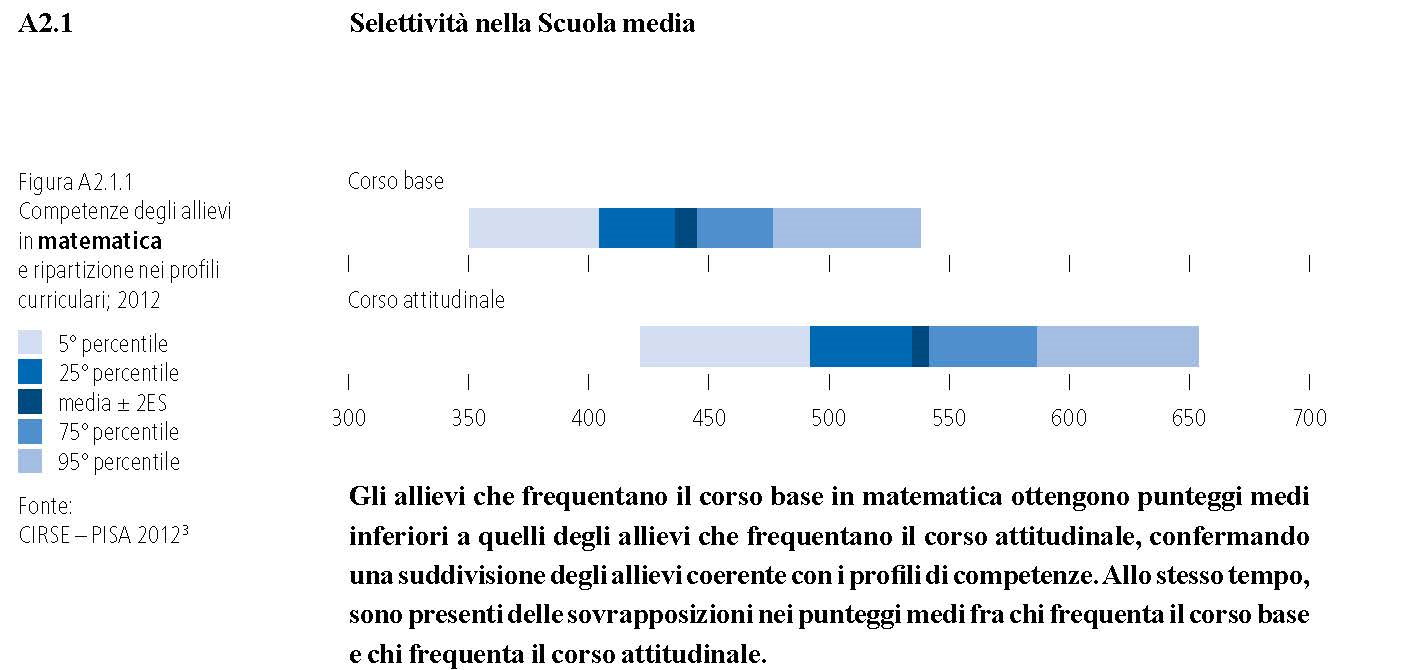 A2.1
Selettività nella Scuola media
Figura A2.1.1
Competenze degli allievi
in matematica
e ripartizione nei profili
curriculari; 2012
5° percentile
25° percentile
media ± 2ES
75° percentile
95° percentile
Fonte:
CIRSE – PISA 2012³
Corso base
Corso attitudinale
300 350 400 450 500 550 600 650 700
Gli allievi che frequentano il corso base in matematica ottengono punteggi medi
inferiori a quelli degli allievi che frequentano il corso attitudinale, confermando
una suddivisione degli allievi coerente con i profili di competenze. Allo stesso tempo,
sono presenti delle sovrapposizioni nei punteggi medi fra chi frequenta il corso base
e chi frequenta il corso attitudinale.